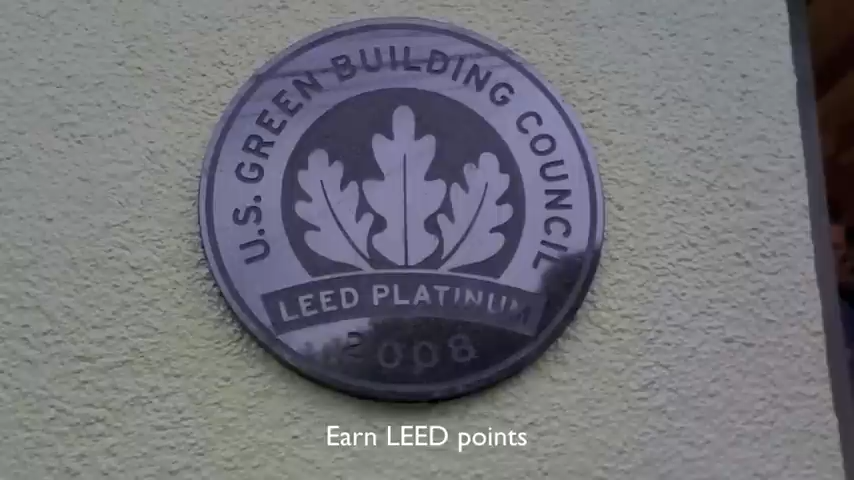 U.S. GREEN BUILDING COUNCIL
LEED PLATINUM
2008
Earn LEED points